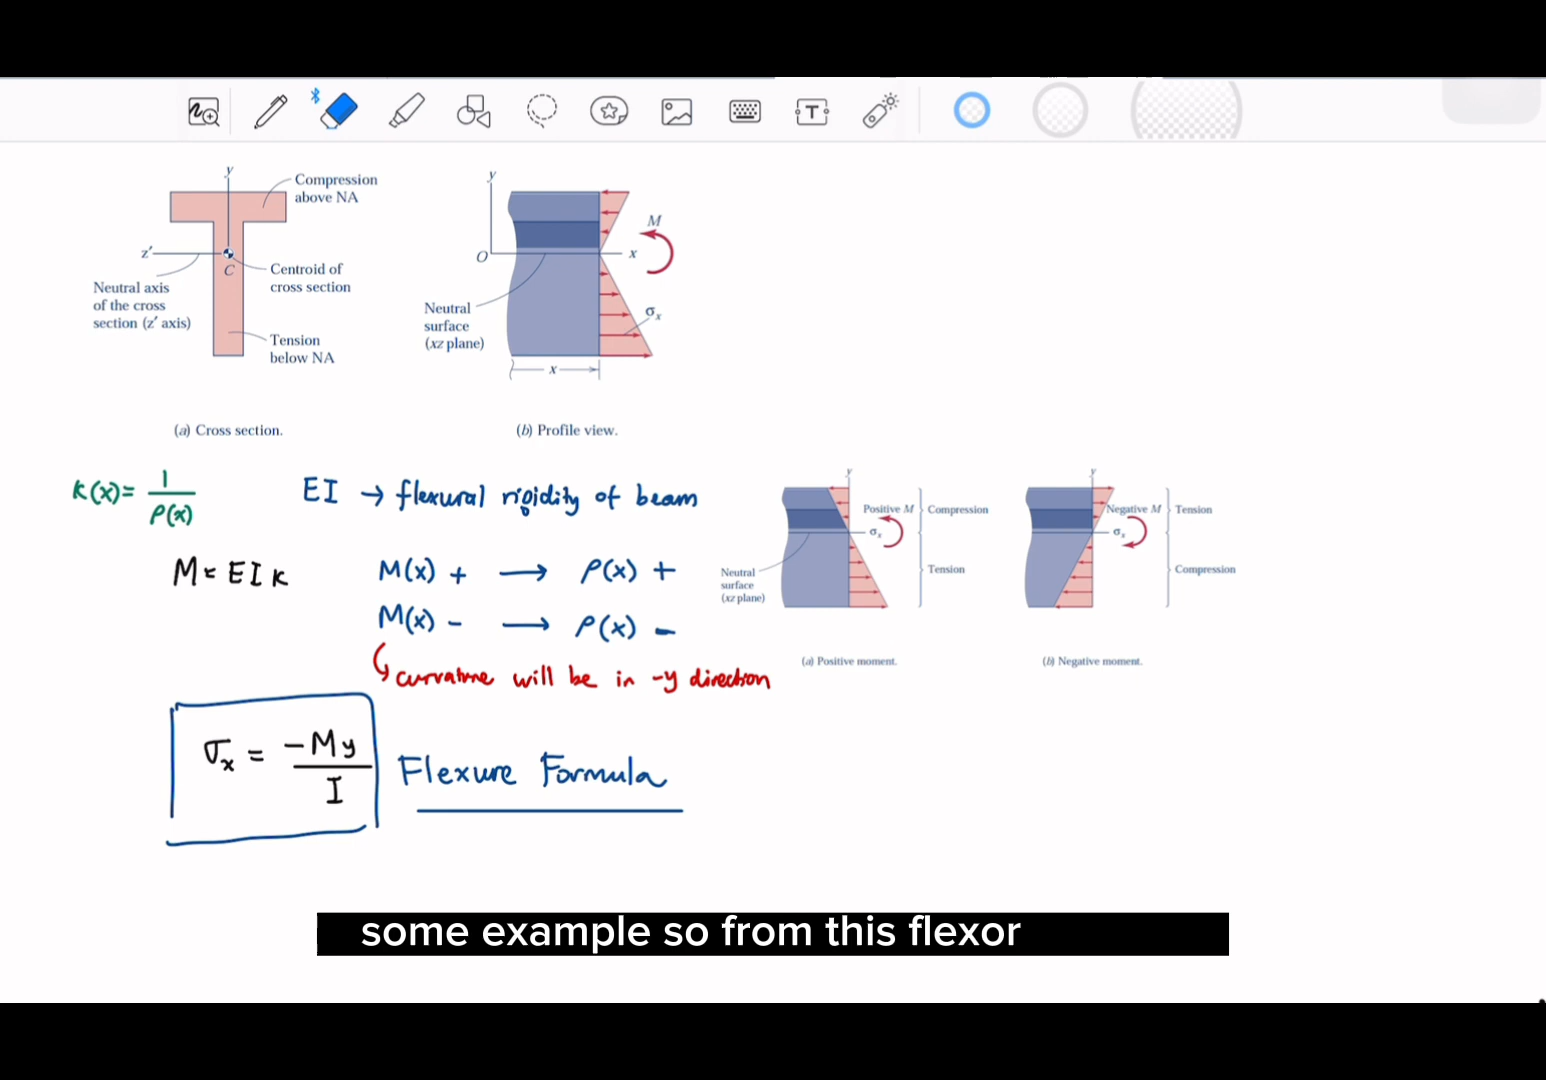 y
Compression
above NA
z′
C
Centroid of
cross section
Neutral axis
of the cross
section (z′ axis)
Tension
below NA
(a) Cross section.
y
M
O
x
Neutral
surface
(xz plane)
σx
x
(b) Profile view.
K(x) = 1/ρ(x)
EI → flexural rigidity of beam
M = EIK
M(x) + → ρ(x) +
M(x) - → ρ(x) -
curvature will be in -y direction
y
Positive M
Compression
σx
Neutral
surface
(xz plane)
Tension
(a) Positive moment.
y
Negative M
Tension
σx
Compression
(b) Negative moment.
σx = -My/I
Flexure Formula
some example so from this flexor